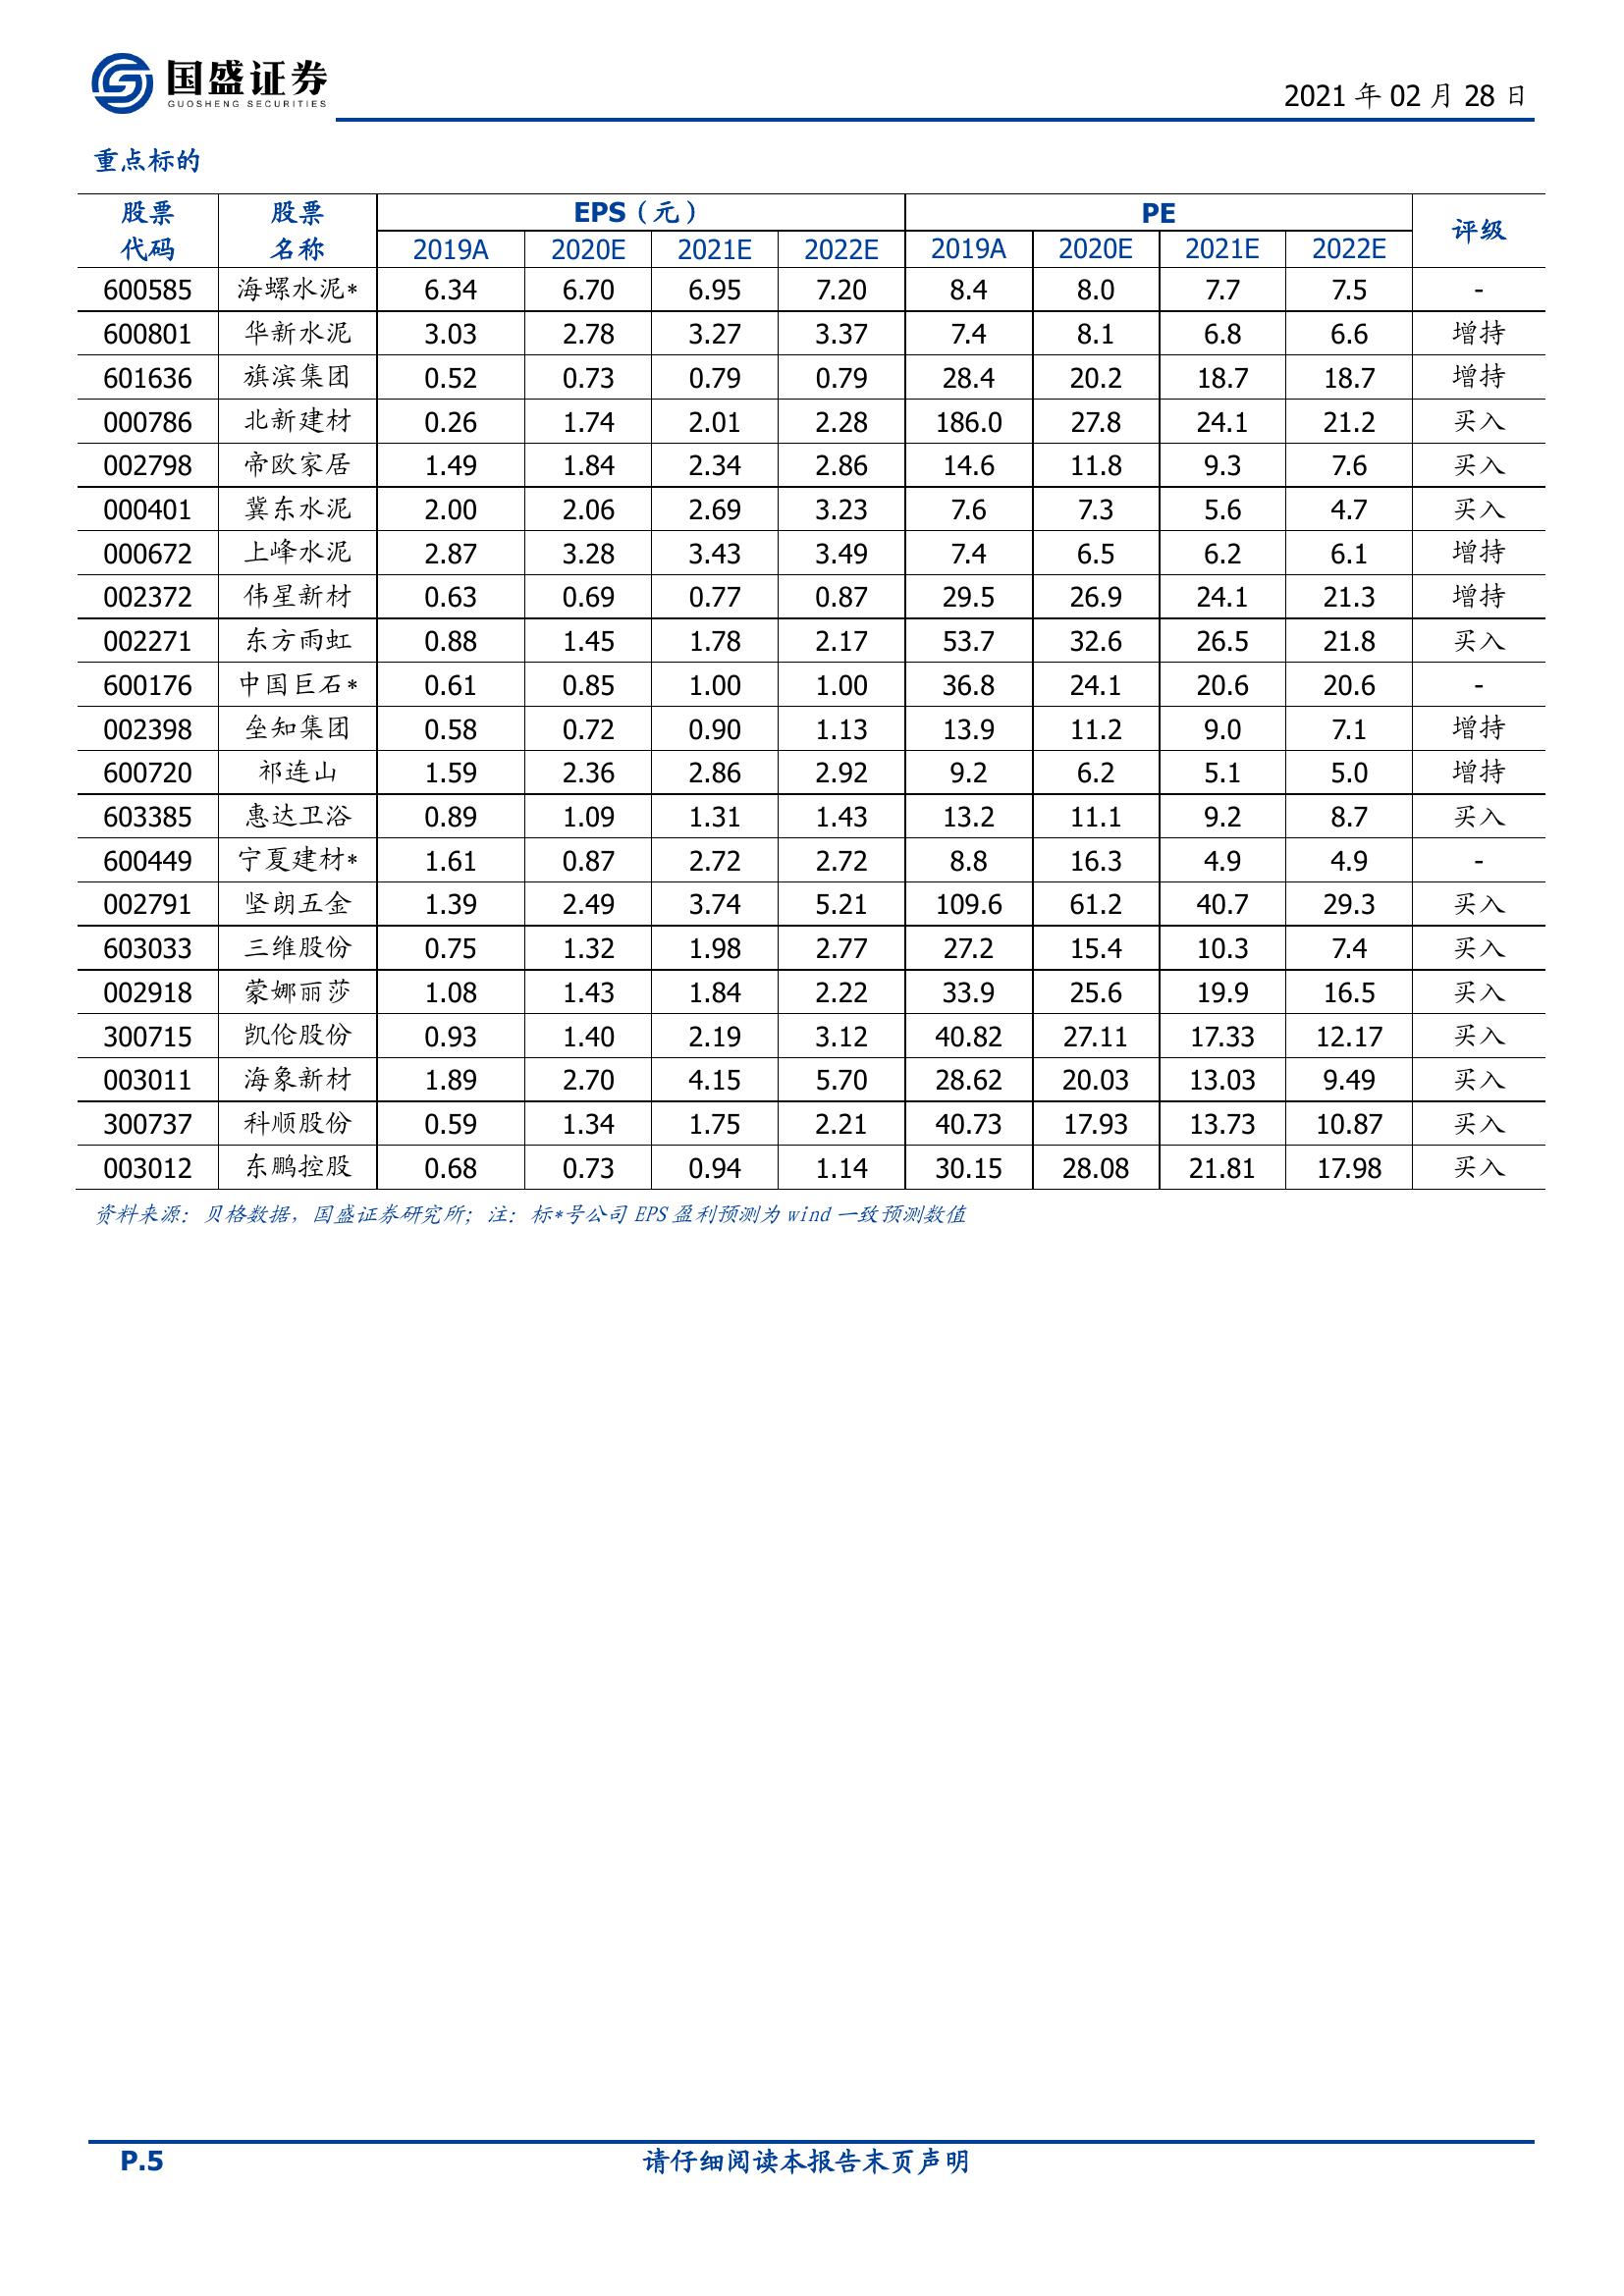 国盛证券
GUOSHENG SECURITIES
2021 年 02 月 28 日
重点标的
股票代码 股票名称 EPS（元） PE 评级
2019A 2020E 2021E 2022E 2019A 2020E 2021E 2022E
600585 海螺水泥* 6.34 6.70 6.95 7.20 8.4 8.0 7.7 7.5 -
600801 华新水泥 3.03 2.78 3.27 3.37 7.4 8.1 6.8 6.6 增持
601636 旗滨集团 0.52 0.73 0.79 0.79 28.4 20.2 18.7 18.7 增持
000786 北新建材 0.26 1.74 2.01 2.28 186.0 27.8 24.1 21.2 买入
002798 帝欧家居 1.49 1.84 2.34 2.86 14.6 11.8 9.3 7.6 买入
000401 冀东水泥 2.00 2.06 2.69 3.23 7.6 7.3 5.6 4.7 买入
000672 上峰水泥 2.87 3.28 3.43 3.49 7.4 6.5 6.2 6.1 增持
002372 伟星新材 0.63 0.69 0.77 0.87 29.5 26.9 24.1 21.3 增持
002271 东方雨虹 0.88 1.45 1.78 2.17 53.7 32.6 26.5 21.8 买入
600176 中国巨石* 0.61 0.85 1.00 1.00 36.8 24.1 20.6 20.6 -
002398 垒知集团 0.58 0.72 0.90 1.13 13.9 11.2 9.0 7.1 增持
600720 祁连山 1.59 2.36 2.86 2.92 9.2 6.2 5.1 5.0 增持
603385 惠达卫浴 0.89 1.09 1.31 1.43 13.2 11.1 9.2 8.7 买入
600449 宁夏建材* 1.61 0.87 2.72 2.72 8.8 16.3 4.9 4.9 -
002791 坚朗五金 1.39 2.49 3.74 5.21 109.6 61.2 40.7 29.3 买入
603033 三维股份 0.75 1.32 1.98 2.77 27.2 15.4 10.3 7.4 买入
002918 蒙娜丽莎 1.08 1.43 1.84 2.22 33.9 25.6 19.9 16.5 买入
300715 凯伦股份 0.93 1.40 2.19 3.12 40.82 27.11 17.33 12.17 买入
003011 海象新材 1.89 2.70 4.15 5.70 28.62 20.03 13.03 9.49 买入
300737 科顺股份 0.59 1.34 1.75 2.21 40.73 17.93 13.73 10.87 买入
003012 东鹏控股 0.68 0.73 0.94 1.14 30.15 28.08 21.81 17.98 买入
资料来源：贝格数据，国盛证券研究所；注：标*号公司 EPS 盈利预测为 wind 一致预测数值
P.5 请仔细阅读本报告末页声明